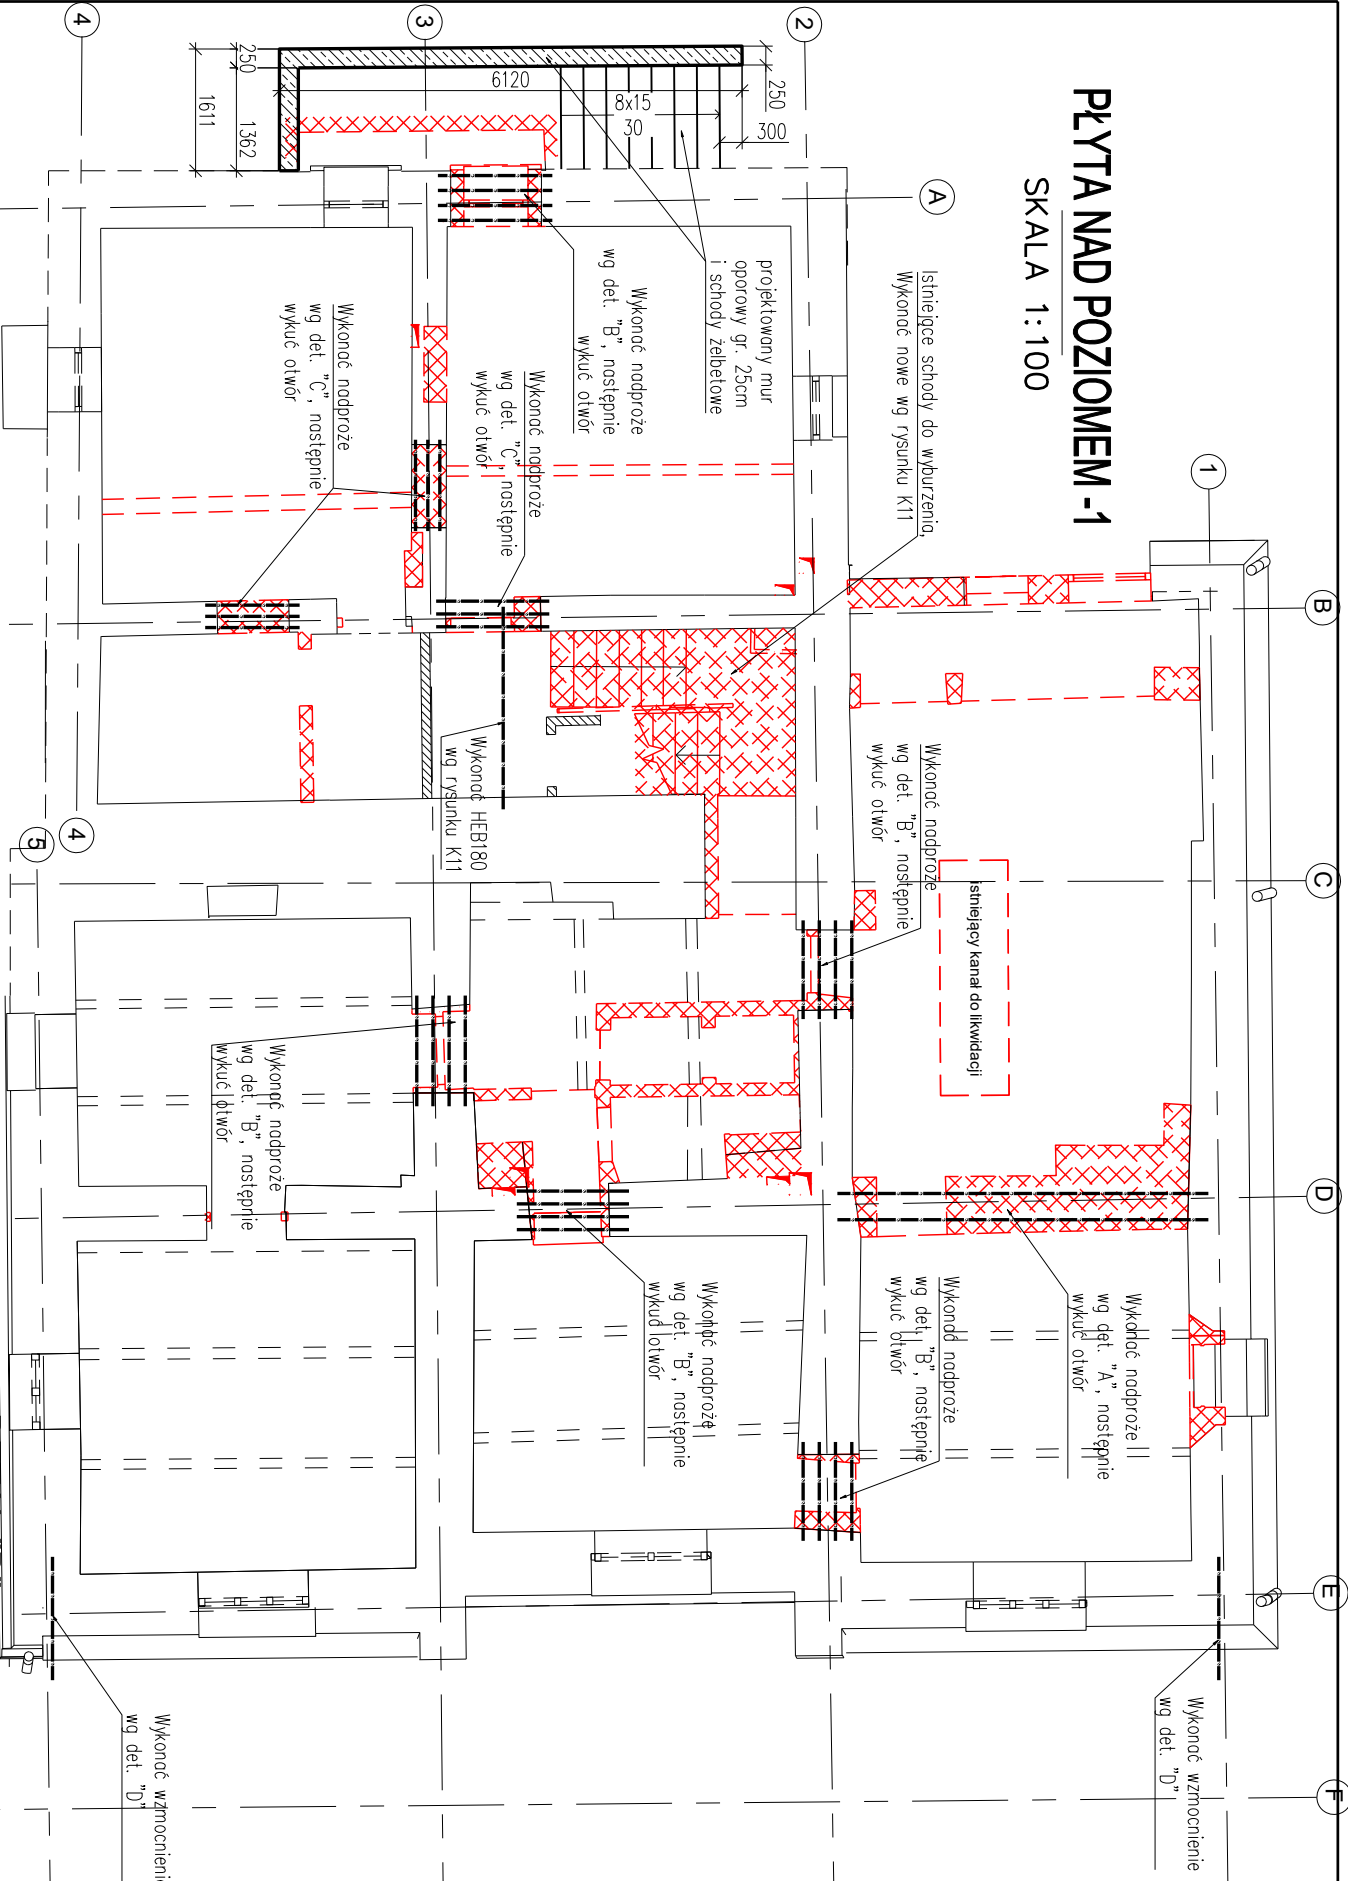 PŁYTA NAD POZIOMEM -1
SKALA 1:100
1
2
3
4
4
5
A
B
C
D
E
F
250
300
8x15
30
6120
250
1362
1611
projektowany mur
oporowy gr. 25cm
i schody żelbetowe
Istniejące schody do wyburzenia,
Wykonać nowe wg rysunku K11
Wykonać nadproże
wg det. "B", następnie
wykuć otwór
Wykonać nadproże
wg det. "C", następnie
wykuć otwór
Wykonać nadproże
wg det. "C", następnie
wykuć otwór
Wykonać nadproże
wg det. "B", następnie
wykuć otwór
istniejący kanał do likwidacji
Wykonać HEB180
wg rysunku K11
Wykonać nadproże
wg det. "B", następnie
wykuć otwór
Wykonać nadproże
wg det. "A", następnie
wykuć otwór
Wykonać nadproże
wg det. "B", następnie
wykuć otwór
Wykonać nadproże
wg det. "B", następnie
wykuć otwór
Wykonać wzmocnienie
wg det. "D"
Wykonać wzmocnieni
wg det. "D"